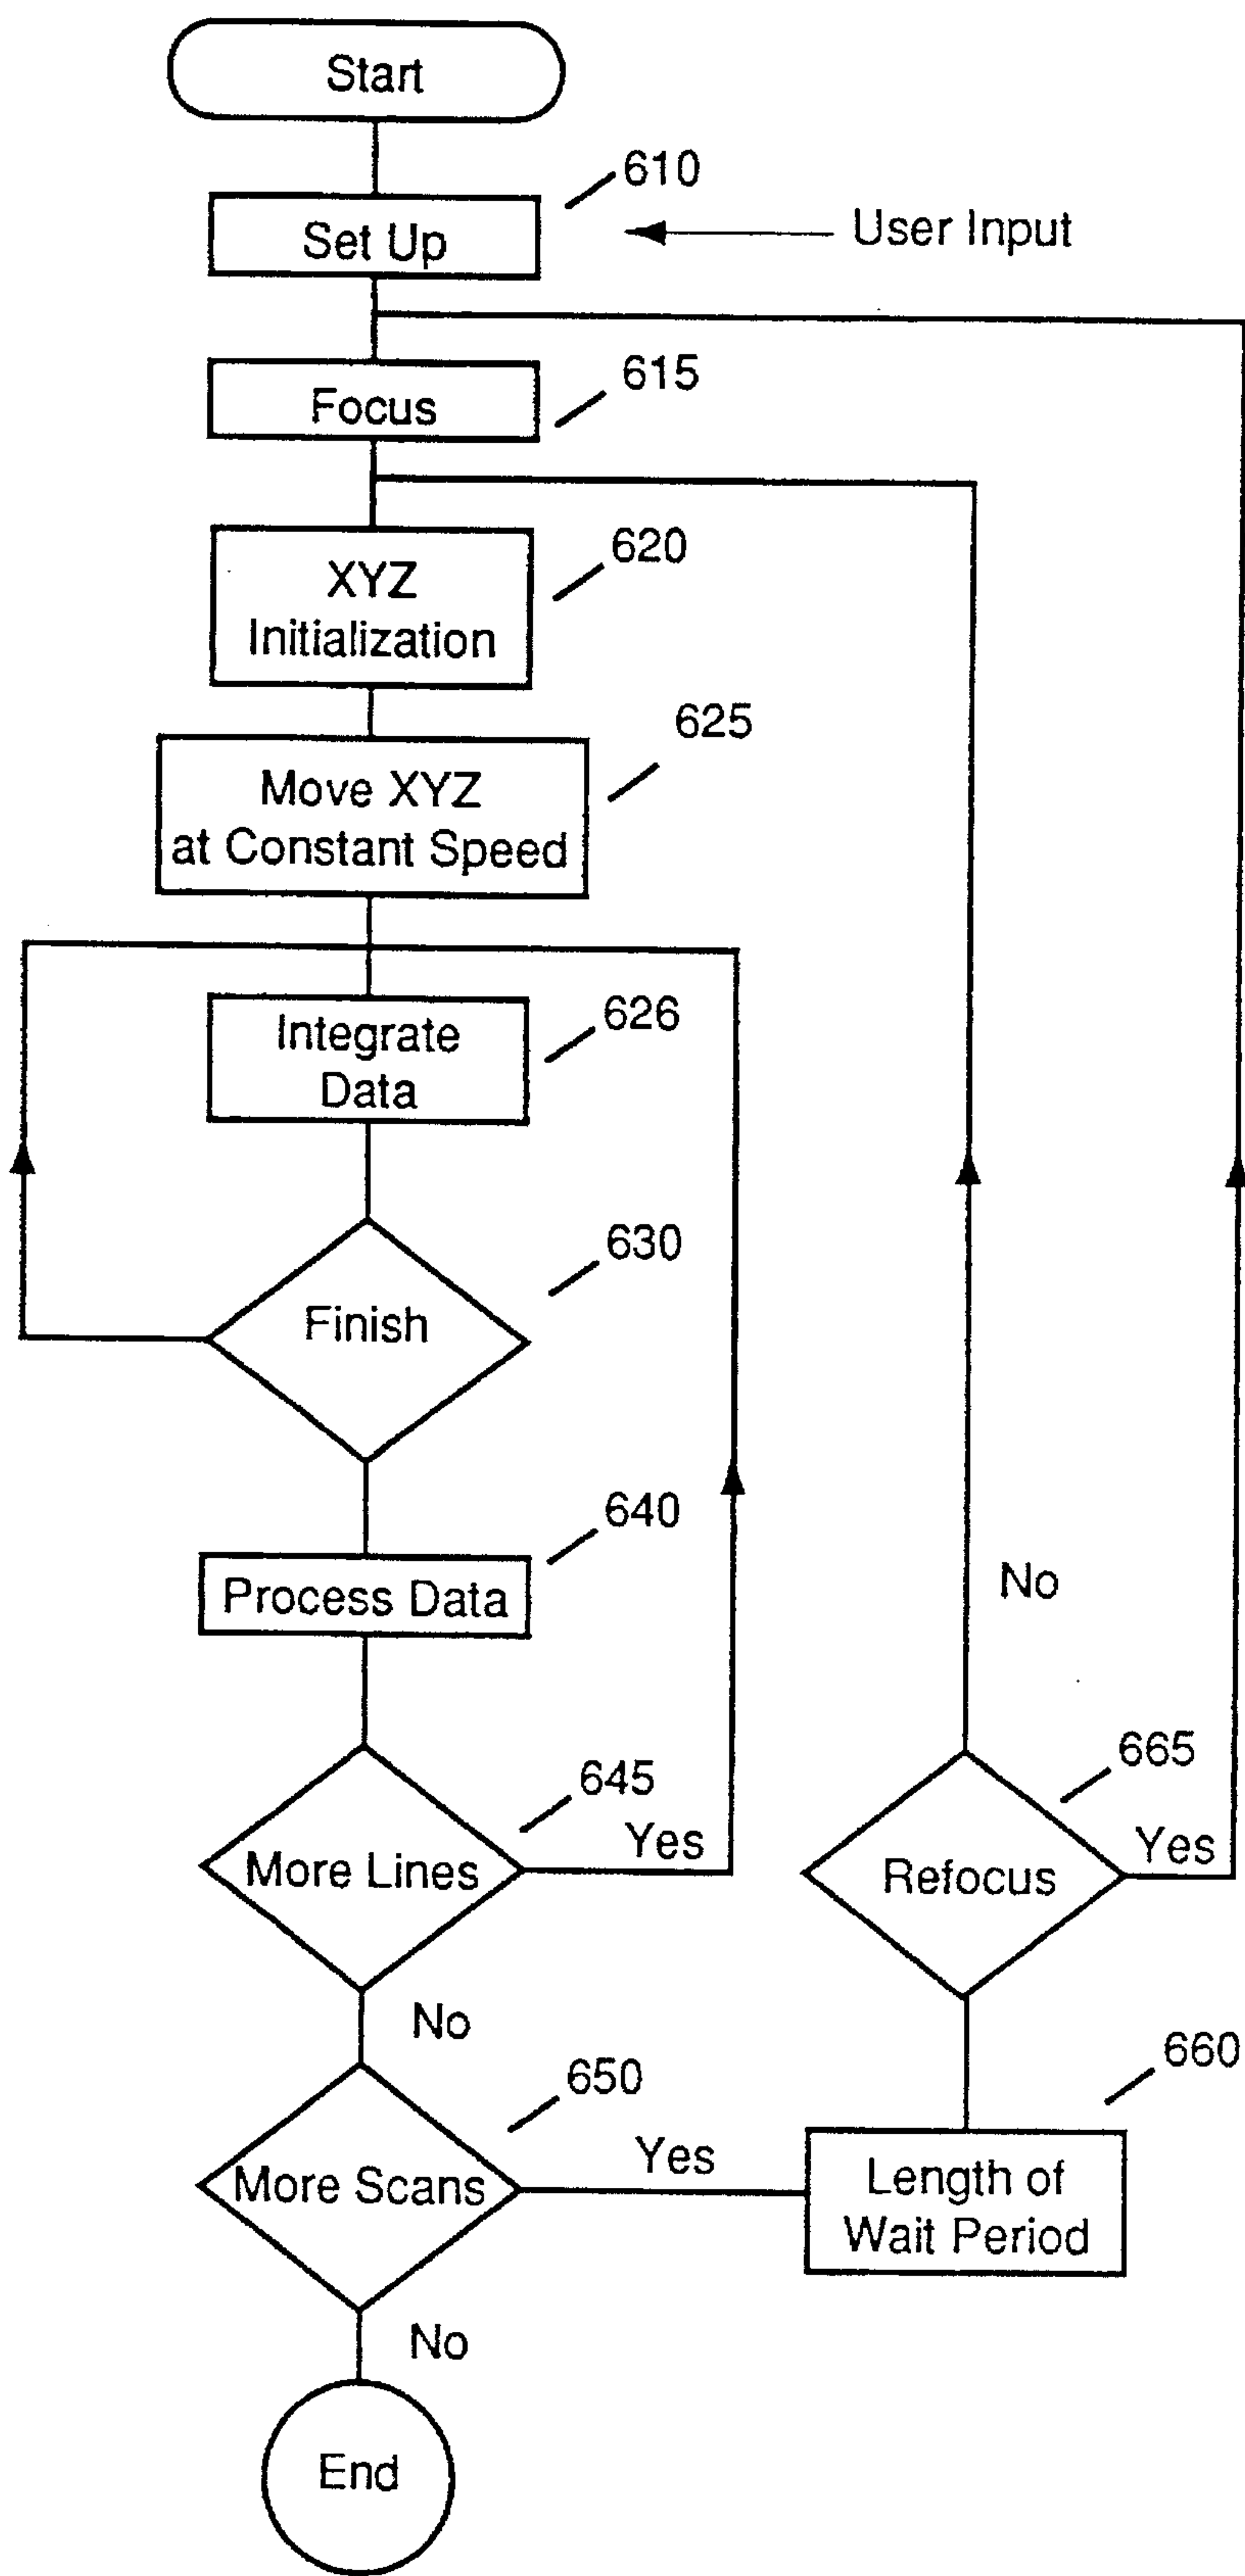 Start
610
Set Up
User Input
615
Focus
620
XYZ
Initialization
625
Move XYZ
at Constant Speed
626
Integrate
Data
630
Finish
640
Process Data
No
645
More Lines
Yes
665
Refocus
Yes
No
650
More Scans
Yes
660
Length of
Wait Period
No
End